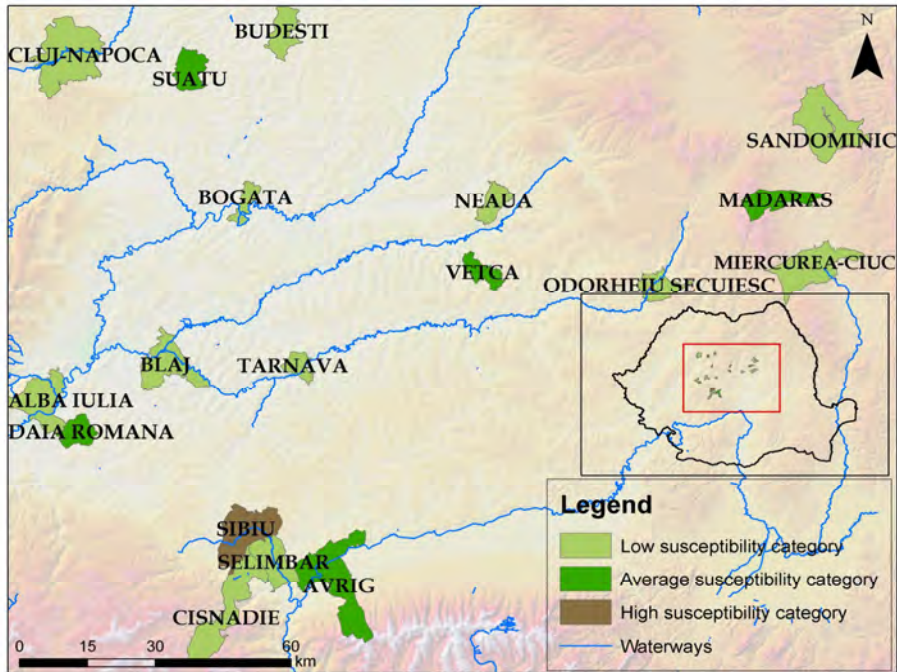 BUDESTI
N
CLUJ-NAPOCA
SUATU
SANDOMINIC
BOGATA
NEAUA
MADARAS
VETCA
MIERCUREA-CIUC
ODORHEIU SECUIESC
BLAJ
TARNAVA
ALBA IULIA
DAIA ROMANA
SIBIU
SELIMBAR
AVRIG
CISNADIE
Legend
Low susceptibility category
Average susceptibility category
High susceptibility category
Waterways
0 15 30 60
km